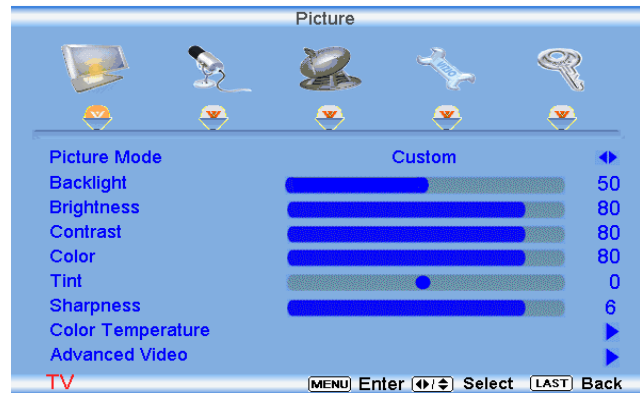 Picture
Picture Mode Custom
Backlight 50
Brightness 80
Contrast 80
Color 80
Tint 0
Sharpness 6
Color Temperature
Advanced Video
TV MENU Enter Select LAST Back